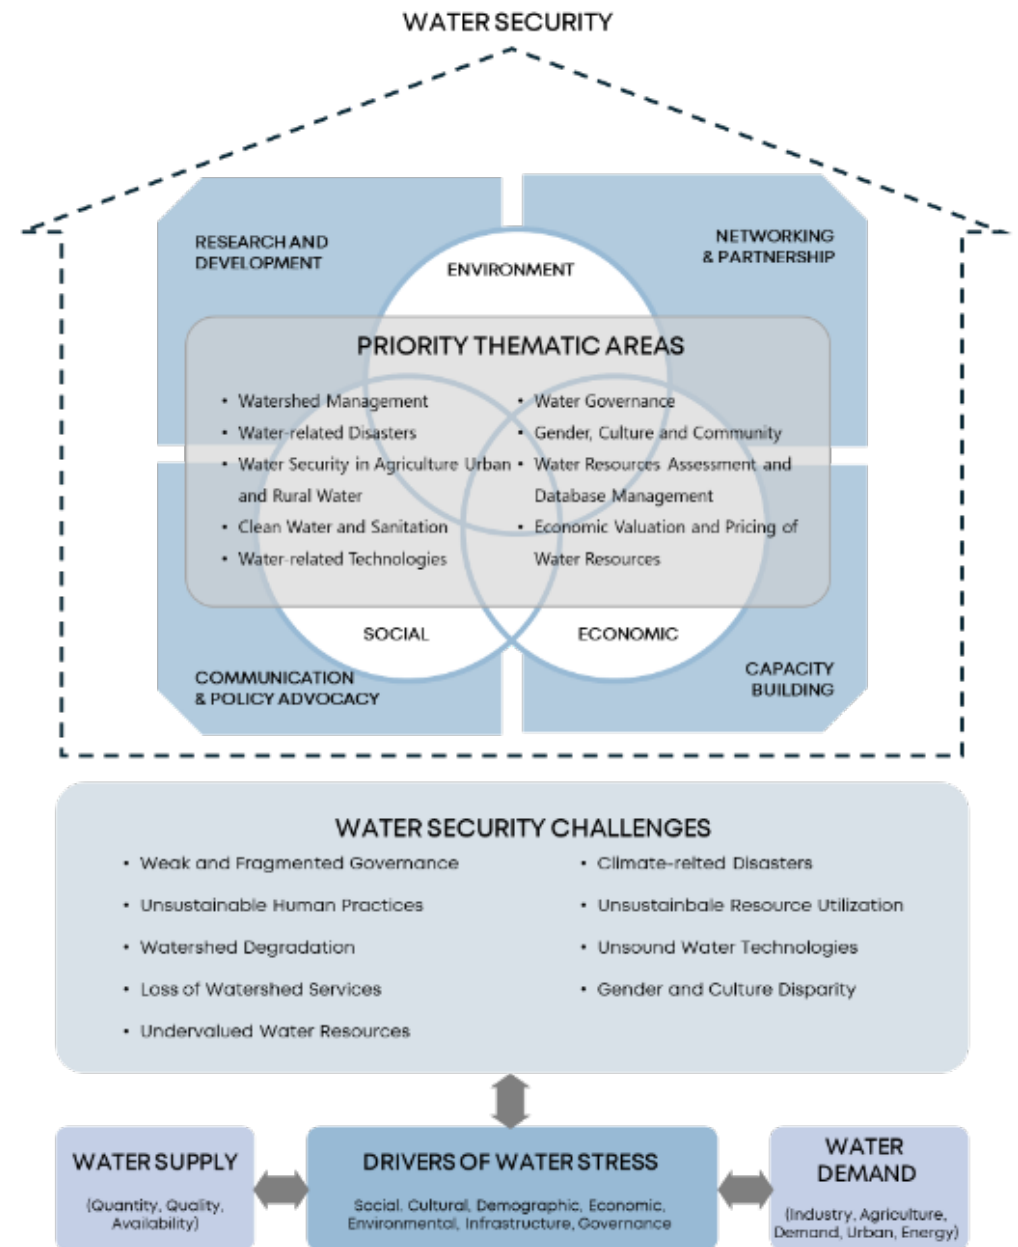 WATER SECURITY
RESEARCH AND
DEVELOPMENT
NETWORKING
& PARTNERSHIP
ENVIRONMENT
PRIORITY THEMATIC AREAS
• Watershed Management
• Water-related Disasters
• Water Security in Agriculture Urban
and Rural Water
• Clean Water and Sanitation
• Water-related Technologies
• Water Governance
• Gender, Culture and Community
• Water Resources Assessment and
Database Management
• Economic Valuation and Pricing of
Water Resources
SOCIAL
ECONOMIC
COMMUNICATION
& POLICY ADVOCACY
CAPACITY
BUILDING
WATER SECURITY CHALLENGES
• Weak and Fragmented Governance
• Unsustainable Human Practices
• Watershed Degradation
• Loss of Watershed Services
• Undervalued Water Resources
• Climate-relted Disasters
• Unsustainbale Resource Utilization
• Unsound Water Technologies
• Gender and Culture Disparity
WATER SUPPLY
(Quantity, Quality,
Availability)
DRIVERS OF WATER STRESS
Social. Cultural, Demographic, Economic,
Environmental, Infrastructure, Governance
WATER
DEMAND
(Industry, Agriculture,
Demand, Urban, Energy)